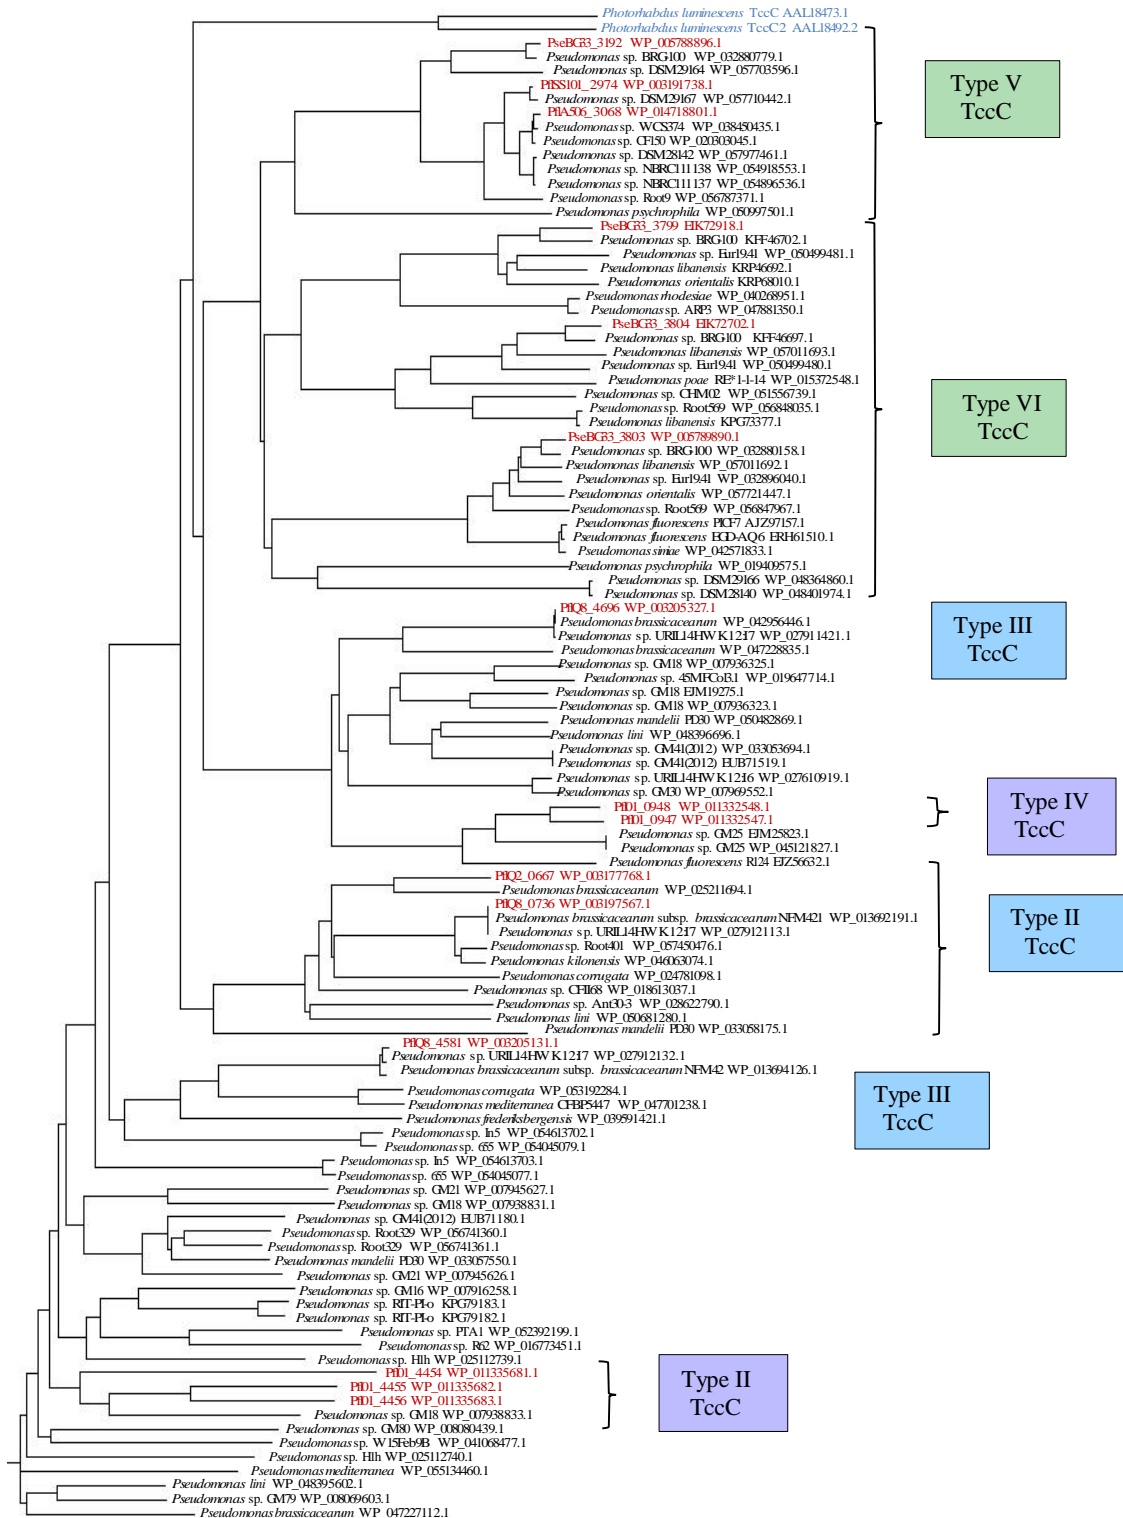 Photorhabdus luminescens TccC AAL18473.1
Photorhabdus luminescens TccC2 AAL18492.2
PseBG33_3192 WP_005788896.1
Pseudomonas sp. BRG100 WP_032880779.1
Pseudomonas sp. DSM29164 WP_057703596.1
PflSS101_2974 WP_003191738.1
Pseudomonas sp. DSM29167 WP_057710442.1
PflA506_3068 WP_014718801.1
Pseudomonas sp. WCS374 WP_038450435.1
Pseudomonas sp. CF150 WP_020303045.1
Pseudomonas sp. DSM28142 WP_057977461.1
Pseudomonas sp. NBRC111138 WP_054918553.1
Pseudomonas sp. NBRC111137 WP_054896536.1
Pseudomonas sp. Root9 WP_056787371.1
Pseudomonas psychrophila WP_050997501.1
Type V
TccC
PseBG33_3799 EIK72918.1
Pseudomonas sp. BRG100 KFF46702.1
Pseudomonas sp. Eur19.41 WP_050499481.1
Pseudomonas libanensis KRP46692.1
Pseudomonas orientalis KRP68010.1
Pseudomonas rhodesiae WP_040268951.1
Pseudomonas sp. ARP3 WP_047881350.1
PseBG33_3804 EIK72702.1
Pseudomonas sp. BRG100 KFF46697.1
Pseudomonas libanensis WP_057011693.1
Pseudomonas sp. Eur19.41 WP_050499480.1
Pseudomonas poae RE*1-1-14 WP_015372548.1
Pseudomonas sp. CHM02 WP_051556739.1
Pseudomonas sp. Root569 WP_056848035.1
Pseudomonas libanensis KPG73377.1
PseBG33_3803 WP_005789890.1
Pseudomonas sp. BRG100 WP_032880158.1
Pseudomonas libanensis WP_057011692.1
Pseudomonas sp. Eur19.41 WP_032896040.1
Pseudomonas orientalis WP_057721447.1
Pseudomonas sp. Root569 WP_056847967.1
Pseudomonas fluorescens PICF7 AJZ97157.1
Pseudomonas fluorescens EGD-AQ6 ERH61510.1
Pseudomonas simiae WP_042571833.1
Pseudomonas psychrophila WP_019409575.1
Pseudomonas sp. DSM29166 WP_048364860.1
Pseudomonas sp. DSM28140 WP_048401974.1
Type VI
TccC
PflQ8_4696 WP_003205327.1
Pseudomonas brassicacearum WP_042956446.1
Pseudomonas sp. URIL14HWK12:I7 WP_027911421.1
Pseudomonas brassicacearum WP_047228835.1
Pseudomonas sp. GM18 WP_007936325.1
Pseudomonas sp. 45MFCol3.1 WP_019647714.1
Pseudomonas sp. GM18 EJM19275.1
Pseudomonas sp. GM18 WP_007936323.1
Pseudomonas mandelii PD30 WP_050482869.1
Pseudomonas lini WP_048396696.1
Pseudomonas sp. GM41(2012) WP_033053694.1
Pseudomonas sp. GM41(2012) EUB71519.1
Pseudomonas sp. URIL14HWK12:I6 WP_027610919.1
Pseudomonas sp. GM30 WP_007969552.1
Type III
TccC
Pfl01_0948 WP_011332548.1
Pfl01_0947 WP_011332547.1
Pseudomonas sp. GM25 EJM25823.1
Pseudomonas sp. GM25 WP_045121827.1
Pseudomonas fluorescens R124 EJZ56632.1
Type IV
TccC
PflQ2_0667 WP_003177768.1
Pseudomonas brassicacearum WP_025211694.1
PflQ8_0736 WP_003197567.1
Pseudomonas brassicacearum subsp. brassicacearum NFM421 WP_013692191.1
Pseudomonas sp. URIL14HWK12:I7 WP_027912113.1
Pseudomonas sp. Root401 WP_057450476.1
Pseudomonas kilonensis WP_046063074.1
Pseudomonas corrugata WP_024781098.1
Pseudomonas sp. CFII68 WP_018613037.1
Pseudomonas sp. Ant30-3 WP_028622790.1
Pseudomonas lini WP_050681280.1
Pseudomonas mandelii PD30 WP_033058175.1
Type II
TccC
PflQ8_4581 WP_003205131.1
Pseudomonas sp. URIL14HWK12:I7 WP_027912132.1
Pseudomonas brassicacearum subsp. brassicacearum NFM42 WP_013694126.1
Pseudomonas corrugata WP_053192284.1
Pseudomonas mediterranea CFBP5447 WP_047701238.1
Pseudomonas frederiksbergensis WP_039591421.1
Pseudomonas sp. In5 WP_054613702.1
Pseudomonas sp. 655 WP_054045079.1
Type III
TccC
Pseudomonas sp. In5 WP_054613703.1
Pseudomonas sp. 655 WP_054045077.1
Pseudomonas sp. GM21 WP_007945627.1
Pseudomonas sp. GM18 WP_007938831.1
Pseudomonas sp. GM41(2012) EUB71180.1
Pseudomonas sp. Root329 WP_056741360.1
Pseudomonas sp. Root329 WP_056741361.1
Pseudomonas mandelii PD30 WP_033057550.1
Pseudomonas sp. GM21 WP_007945626.1
Pseudomonas sp. GM16 WP_007916258.1
Pseudomonas sp. RIT-PI-o KPG79183.1
Pseudomonas sp. RIT-PI-o KPG79182.1
Pseudomonas sp. PTA1 WP_052392199.1
Pseudomonas sp. R62 WP_016773451.1
Pseudomonas sp. H1h WP_025112739.1
Pfl01_4454 WP_011335681.1
Pfl01_4455 WP_011335682.1
Pfl01_4456 WP_011335683.1
Pseudomonas sp. GM18 WP_007938833.1
Pseudomonas sp. GM80 WP_008080439.1
Type II
TccC
Pseudomonas sp. W15Feb9B WP_041068477.1
Pseudomonas sp. H1h WP_025112740.1
Pseudomonas mediterranea WP_055134460.1
Pseudomonas lini WP_048395602.1
Pseudomonas sp. GM79 WP_008069603.1
Pseudomonas brassicacearum WP_047227112.1